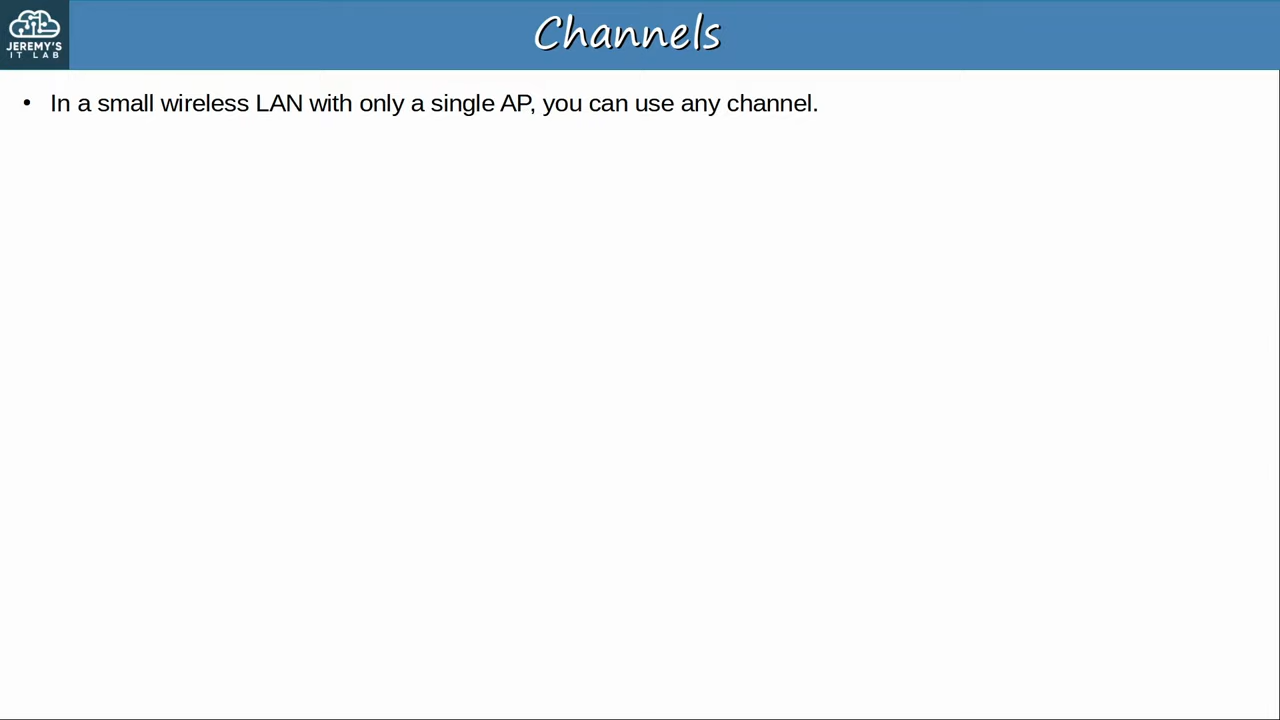 JEREMY'S
IT LAB
Channels
• In a small wireless LAN with only a single AP, you can use any channel.